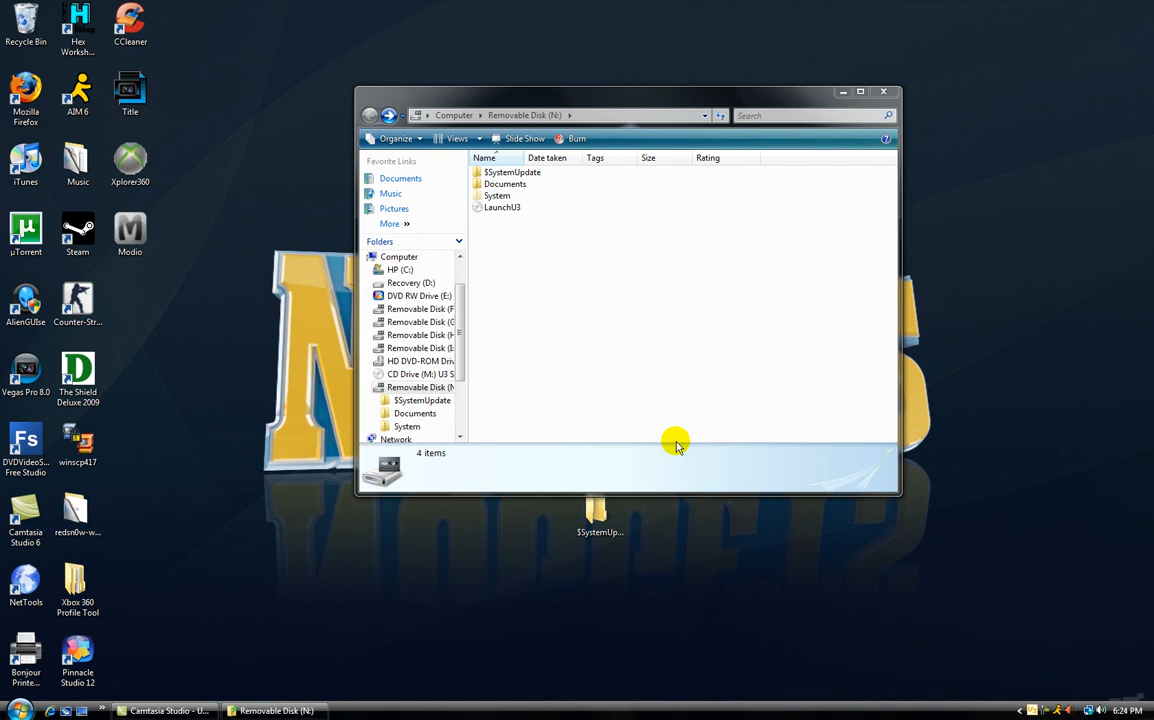 Recycle Bin
Hex
Worksh...
CCleaner
Mozilla
Firefox
AIM 6
Title
iTunes
Music
Xplorer360
µTorrent
Steam
Modio
AlienGUIse
Counter-Str...
Vegas Pro 8.0
The Shield
Deluxe 2009
DVDVideoS...
Free Studio
winscp417
Camtasia
Studio 6
redsn0w-w...
NetTools
Xbox 360
Profile Tool
Bonjour
Printe...
Pinnacle
Studio 12
Computer
Removable Disk (N:)
Search
Organize
Views
Slide Show
Burn
Favorite Links
Documents
Music
Pictures
More »
Folders
Name
Date taken
Tags
Size
Rating
$SystemUpdate
Documents
System
LaunchU3
Computer
HP (C:)
Recovery (D:)
DVD RW Drive (E:)
Removable Disk (F
Removable Disk (G
Removable Disk (H
Removable Disk (
HD DVD-ROM Driv
CD Drive (M:) U3 S
Removable Disk (N
$SystemUpdate
Documents
System
Network
4 items
$SystemUp...
Camtasia Studio - U...
Removable Disk (N:)
6:24 PM